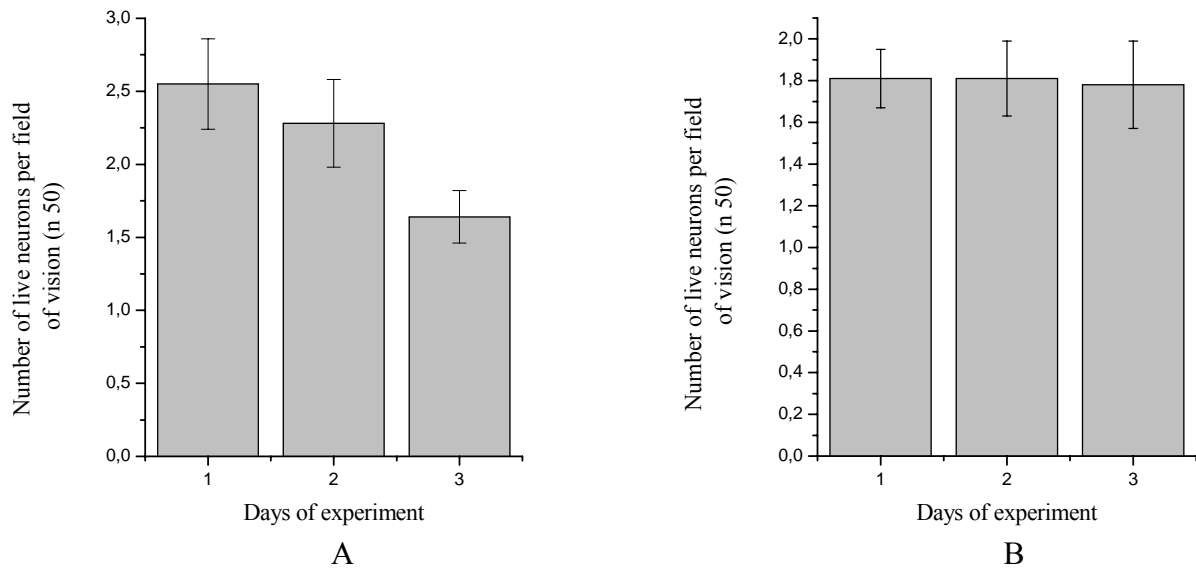 Number of live neurons per field
of vision (n 50)
3,0
2,5
2,0
1,5
1,0
0,5
0,0
1 2 3
Days of experiment
A
Number of live neurons per field
of vision (n 50)
2,0
1,8
1,6
1,4
1,2
1,0
0,8
0,6
0,4
0,2
0,0
1 2 3
Days of experiment
B